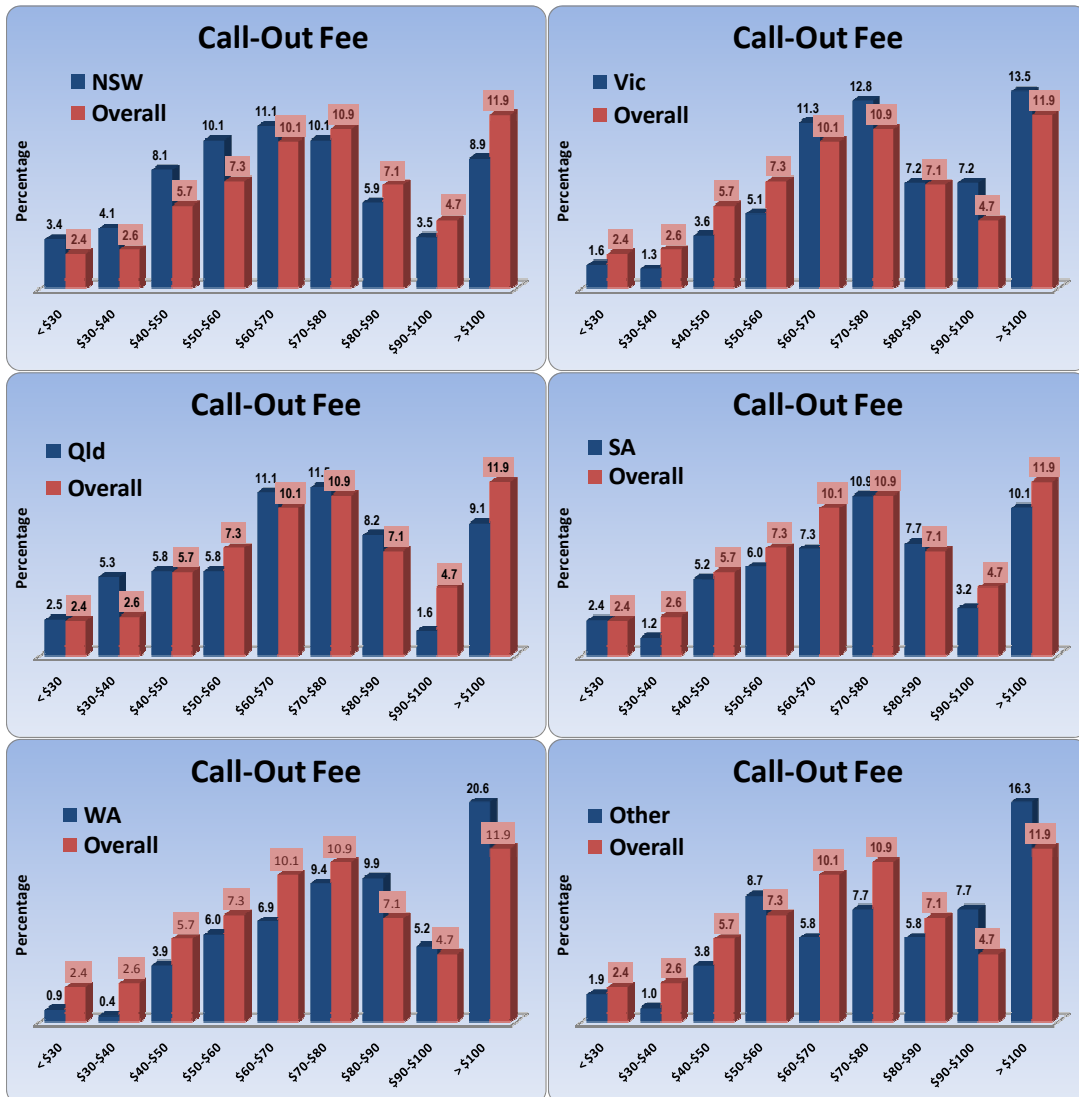 Call-Out Fee
NSW
Overall
Percentage
3.4 2.4 4.1 2.6 8.1 5.7 10.1 7.3 11.1 10.1 10.1 10.9 5.9 7.1 3.5 4.7 8.9 11.9
< $30 $30-$40 $40-$50 $50-$60 $60-$70 $70-$80 $80-$90 $90-$100 > $100
Call-Out Fee
Vic
Overall
Percentage
1.6 2.4 1.3 2.6 3.6 5.7 5.1 7.3 11.3 10.1 12.8 10.9 7.2 7.1 7.2 4.7 13.5 11.9
< $30 $30-$40 $40-$50 $50-$60 $60-$70 $70-$80 $80-$90 $90-$100 > $100
Call-Out Fee
Qld
Overall
Percentage
2.5 2.4 5.3 2.6 5.8 5.7 5.8 7.3 11.1 10.1 10.9 8.2 7.1 1.6 4.7 9.1 11.9
< $30 $30-$40 $40-$50 $50-$60 $60-$70 $70-$80 $80-$90 $90-$100 > $100
Call-Out Fee
SA
Overall
Percentage
2.4 2.4 1.2 2.6 5.2 5.7 6.0 7.3 7.3 10.1 10.9 10.9 7.7 7.1 3.2 4.7 10.1 11.9
< $30 $30-$40 $40-$50 $50-$60 $60-$70 $70-$80 $80-$90 $90-$100 > $100
Call-Out Fee
WA
Overall
Percentage
0.9 2.4 0.4 2.6 3.9 5.7 6.0 7.3 6.9 10.1 9.4 10.9 9.9 7.1 5.2 4.7 20.6 11.9
< $30 $30-$40 $40-$50 $50-$60 $60-$70 $70-$80 $80-$90 $90-$100 > $100
Call-Out Fee
Other
Overall
Percentage
1.9 2.4 1.0 2.6 3.8 5.7 8.7 7.3 5.8 10.1 7.7 10.9 5.8 7.1 7.7 4.7 16.3 11.9
< $30 $30-$40 $40-$50 $50-$60 $60-$70 $70-$80 $80-$90 $90-$100 > $100